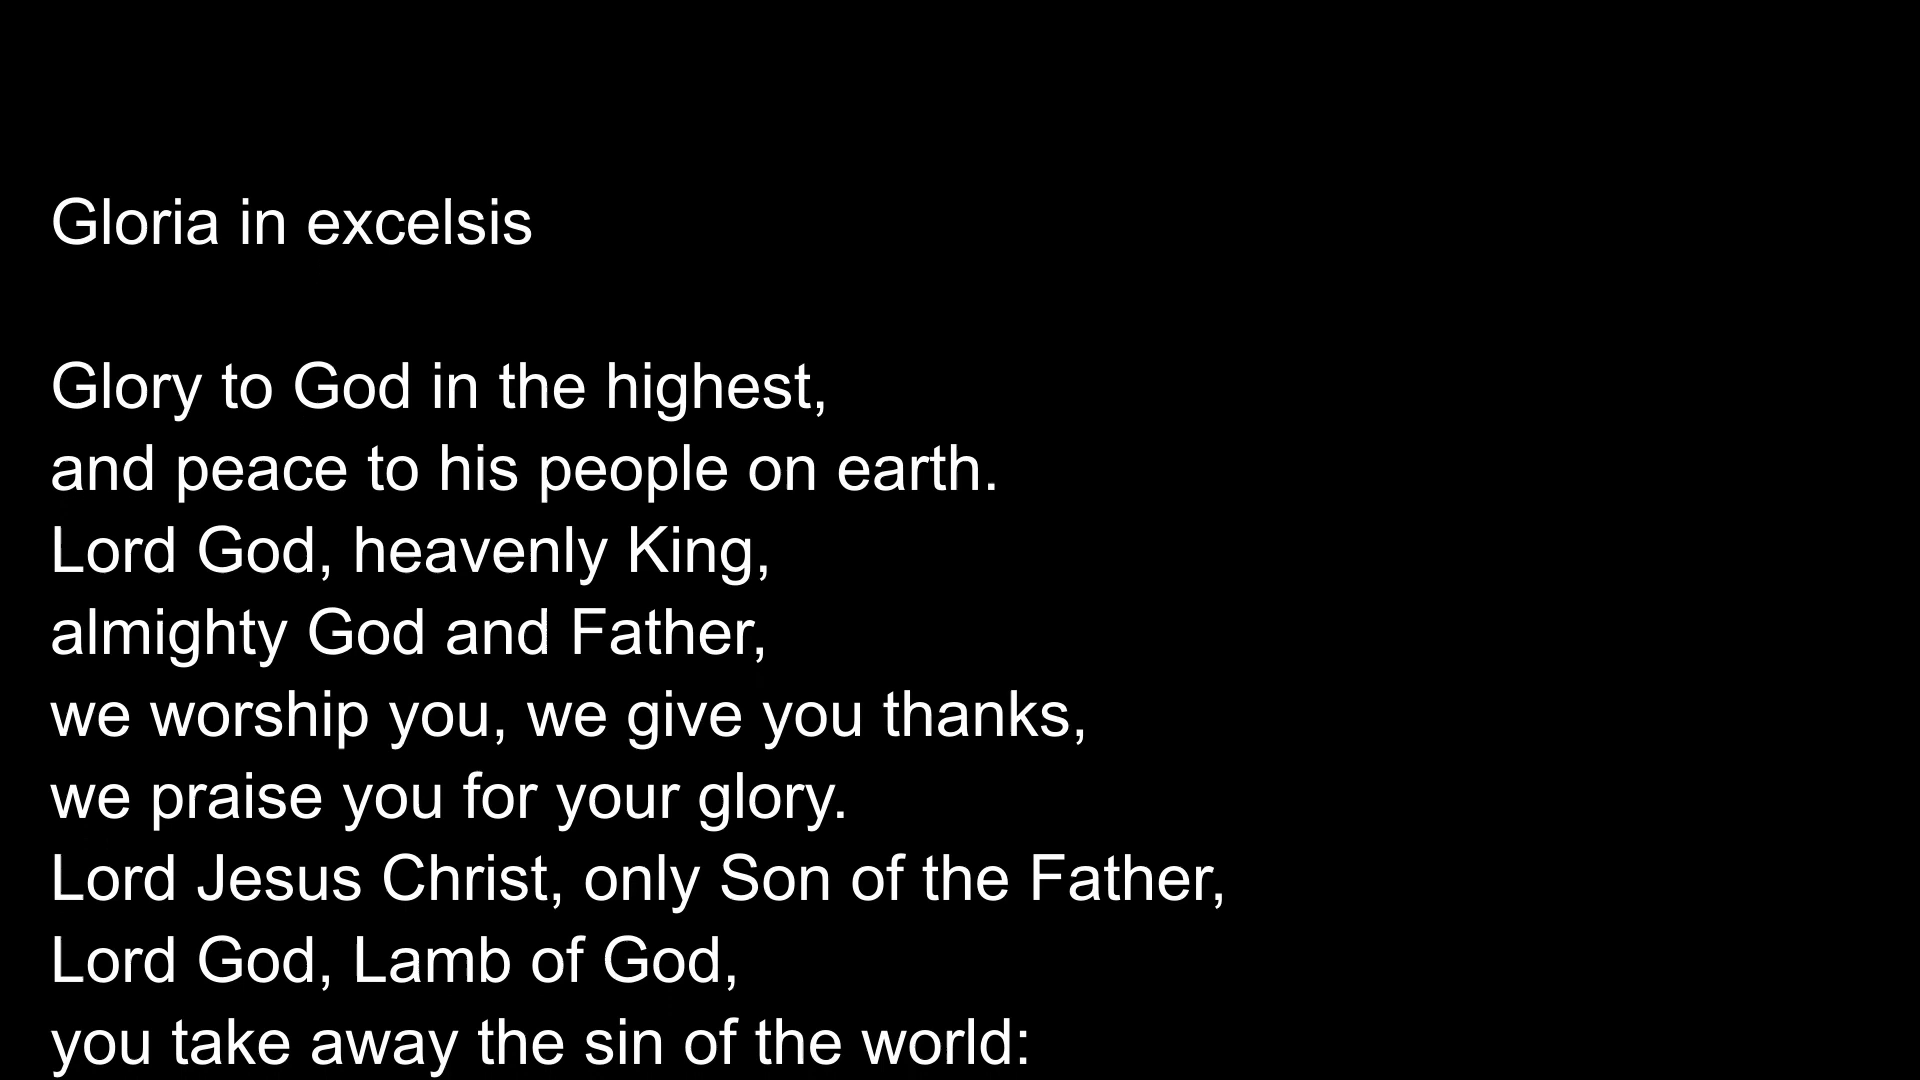 Gloria in excelsis
Glory to God in the highest,
and peace to his people on earth.
Lord God, heavenly King,
almighty God and Father,
we worship you, we give you thanks,
we praise you for your glory.
Lord Jesus Christ, only Son of the Father,
Lord God, Lamb of God,
you take away the sin of the world: